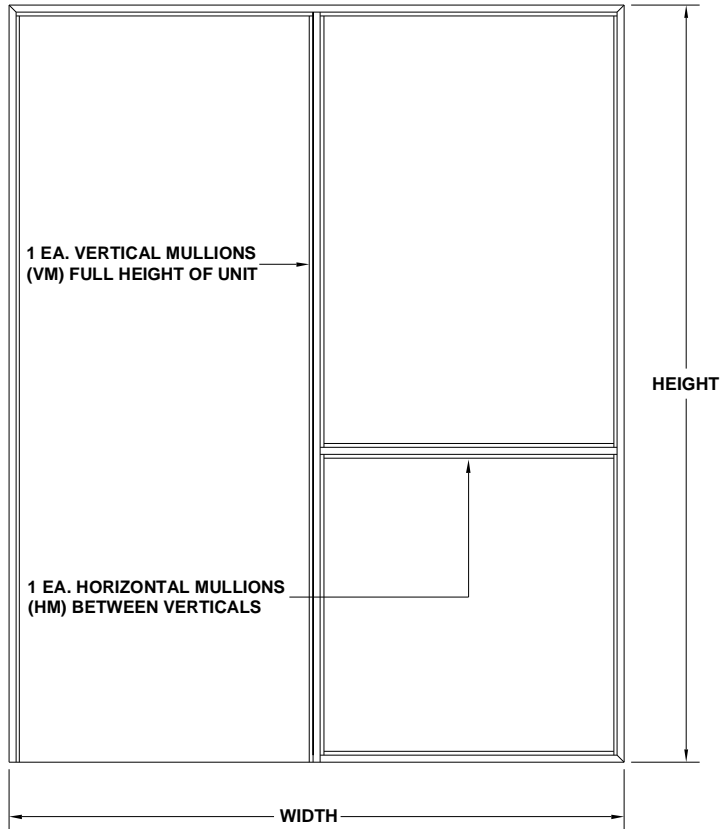 1 EA. VERTICAL MULLIONS
(VM) FULL HEIGHT OF UNIT
HEIGHT
1 EA. HORIZONTAL MULLIONS
(HM) BETWEEN VERTICALS
WIDTH